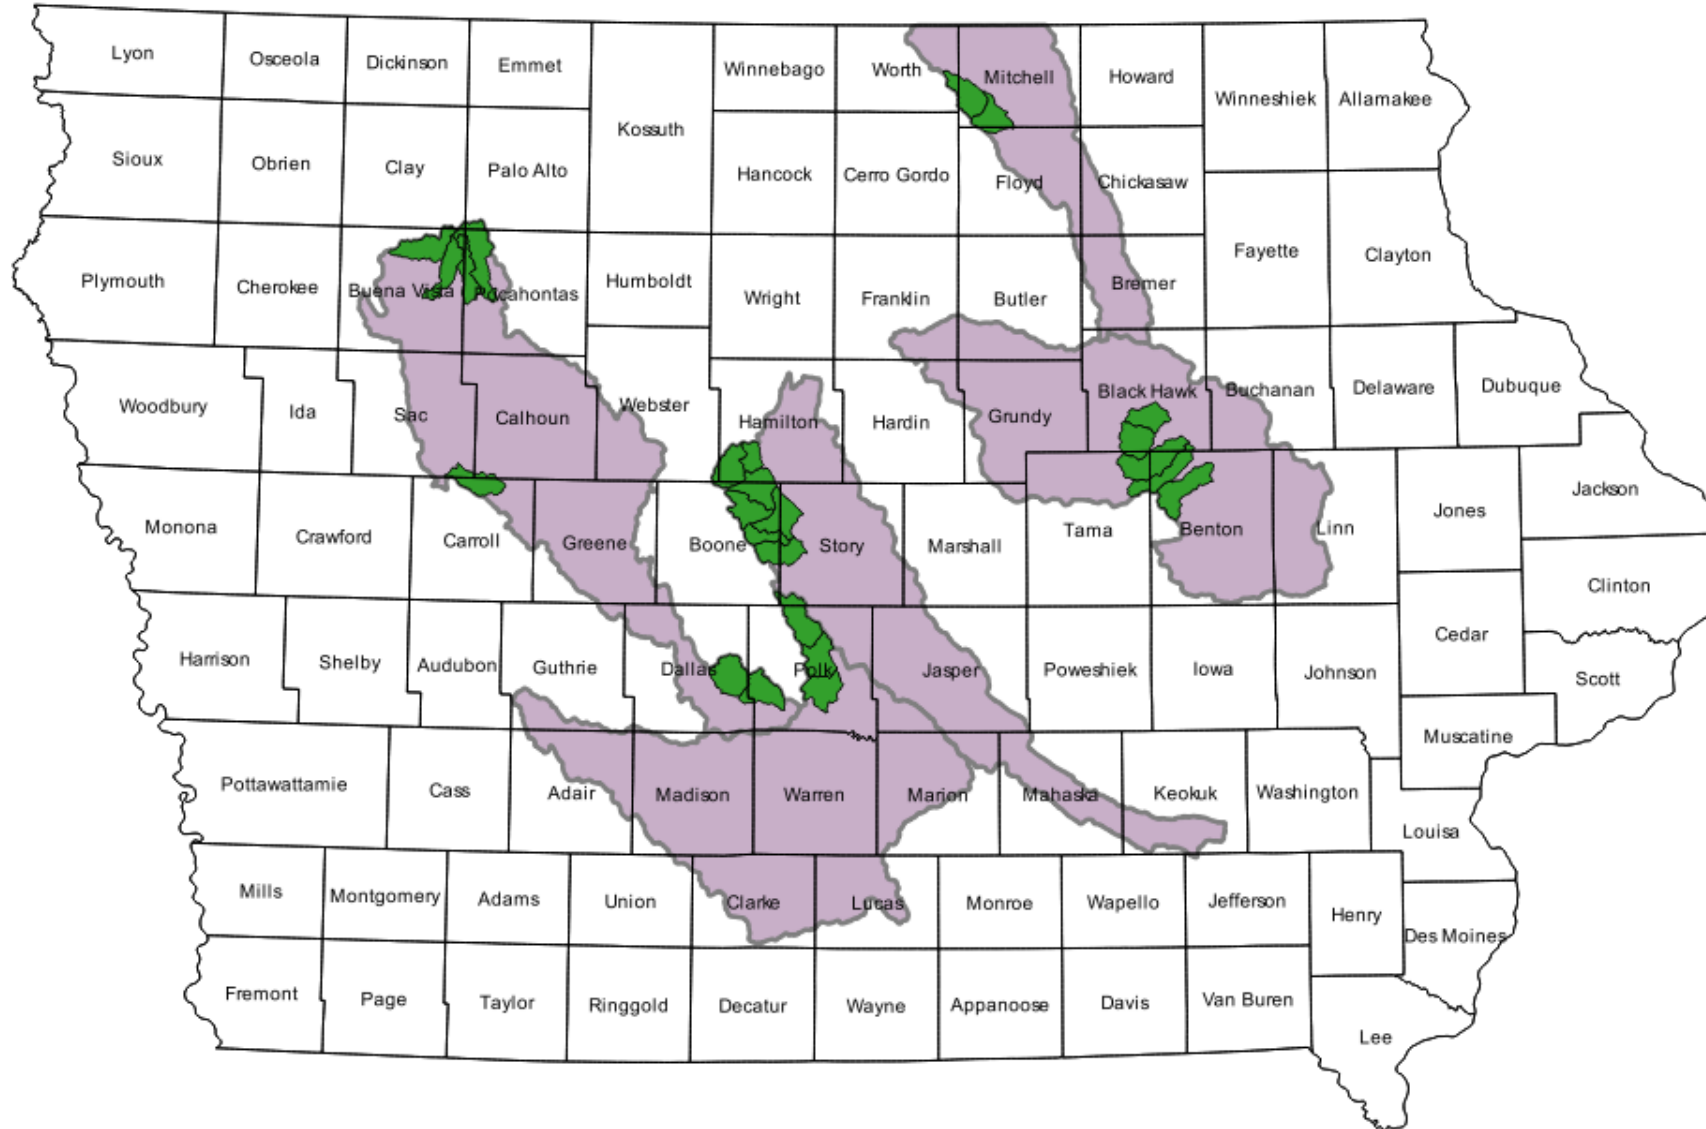 Lyon
Osceola
Dickinson
Emmet
Winnebago
Worth
Mitchell
Howard
Winneshiek
Allamakee
Kossuth
Sioux
Obrien
Clay
Palo Alto
Hancock
Cerro Gordo
Floyd
Chickasaw
Fayette
Clayton
Plymouth
Cherokee
Buena Vista
Pocahontas
Humboldt
Wright
Franklin
Butler
Bremer
Woodbury
Ida
Sac
Calhoun
Webster
Hamilton
Hardin
Grundy
Black Hawk
Buchanan
Delaware
Dubuque
Monona
Crawford
Carroll
Greene
Boone
Story
Marshall
Tama
Benton
Linn
Jones
Jackson
Clinton
Harrison
Shelby
Audubon
Guthrie
Dallas
Polk
Jasper
Poweshiek
Iowa
Johnson
Cedar
Scott
Muscatine
Pottawattamie
Cass
Adair
Madison
Warren
Marion
Mahaska
Keokuk
Washington
Louisa
Mills
Montgomery
Adams
Union
Clarke
Lucas
Monroe
Wapello
Jefferson
Henry
Des Moines
Fremont
Page
Taylor
Ringgold
Decatur
Wayne
Appanoose
Davis
Van Buren
Lee